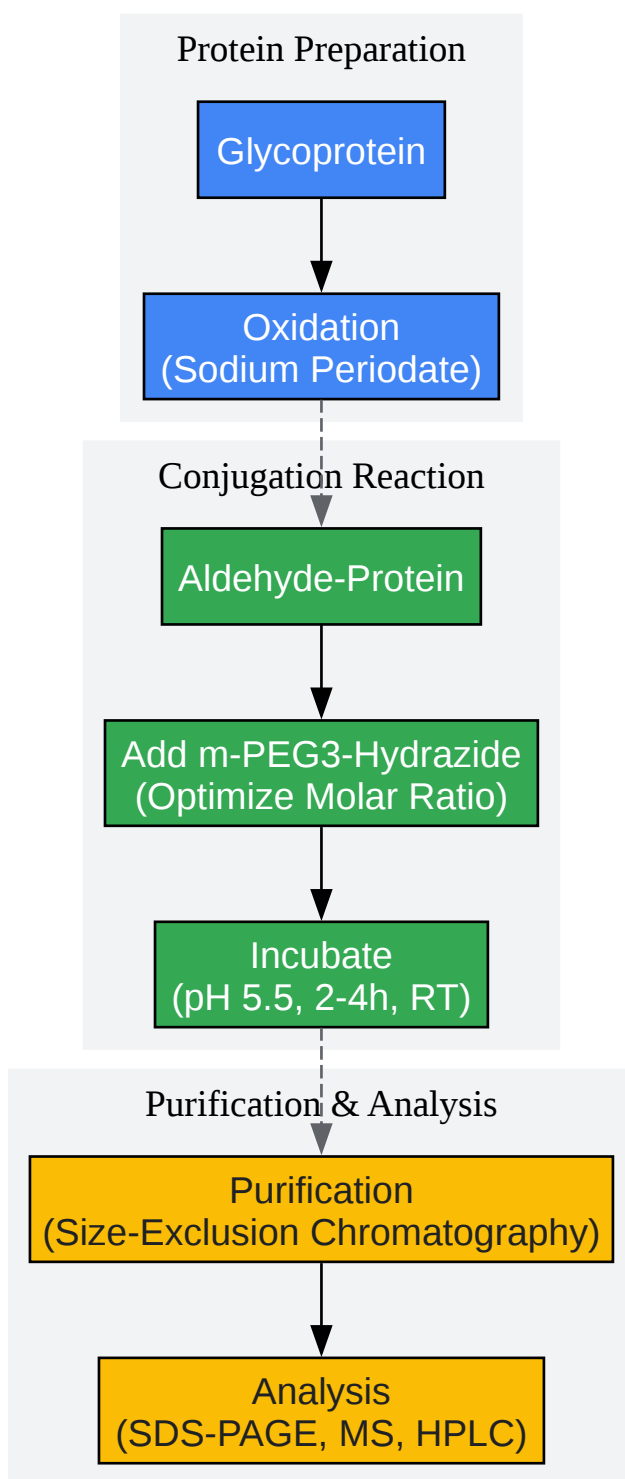 Protein Preparation
Glycoprotein
Oxidation
(Sodium Periodate)
Conjugation Reaction
Aldehyde-Protein
Add m-PEG3-Hydrazide
(Optimize Molar Ratio)
Incubate
(pH 5.5, 2-4h, RT)
Purification & Analysis
Purification
(Size-Exclusion Chromatography)
Analysis
(SDS-PAGE, MS, HPLC)